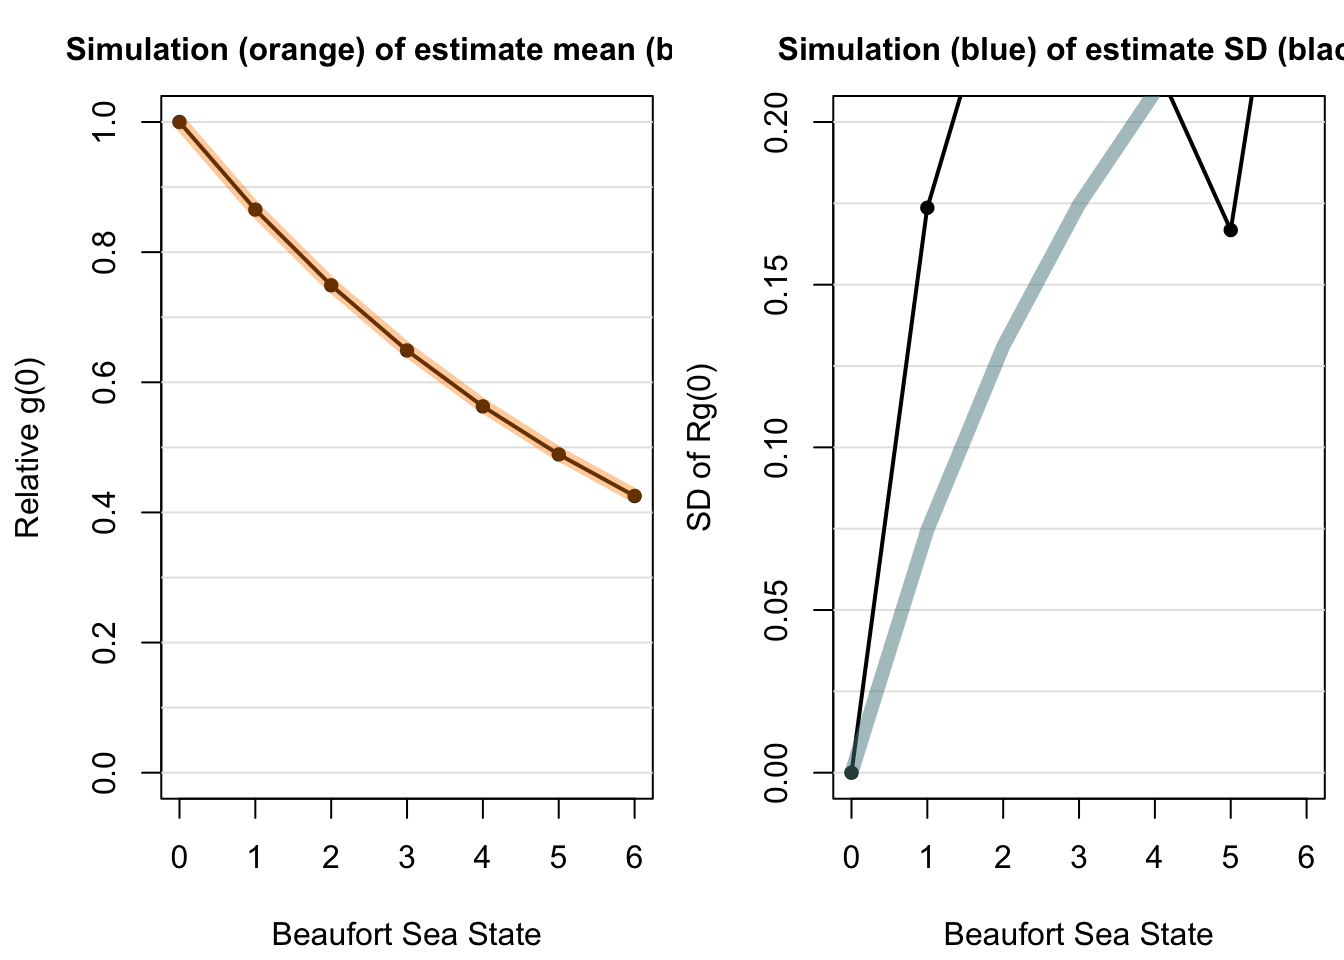 Simulation (orange) of estimate mean (b
Relative g(0)
1.0
0.8
0.6
0.4
0.2
0.0
0 1 2 3 4 5 6
Beaufort Sea State
Simulation (blue) of estimate SD (blac
SD of Rg(0)
0.20
0.15
0.10
0.05
0.00
0 1 2 3 4 5 6
Beaufort Sea State